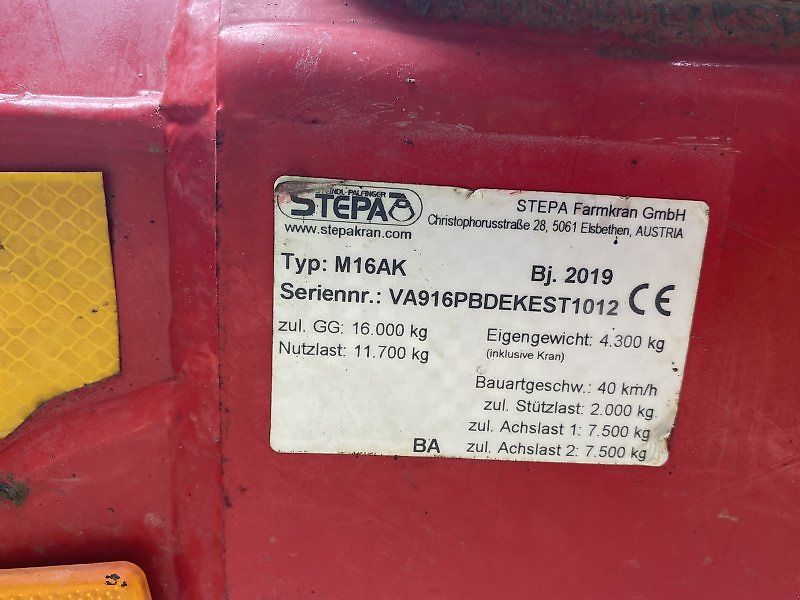 STEINDL-PALFINGER
STEPA
www.stepakran.com
STEPA Farmkran GmbH
Christophorusstraße 28, 5061 Elsbethen, AUSTRIA
Typ: M16AK
Bj. 2019
Seriennr.: VA916PBDEKEST1012 CE
zul. GG: 16.000 kg
Nutzlast: 11.700 kg
Eigengewicht: 4.300 kg
(inklusive Kran)
Bauartgeschw.: 40 km/h
zul. Stützlast: 2.000 kg
zul. Achslast 1: 7.500 kg
BA zul. Achslast 2: 7.500 kg